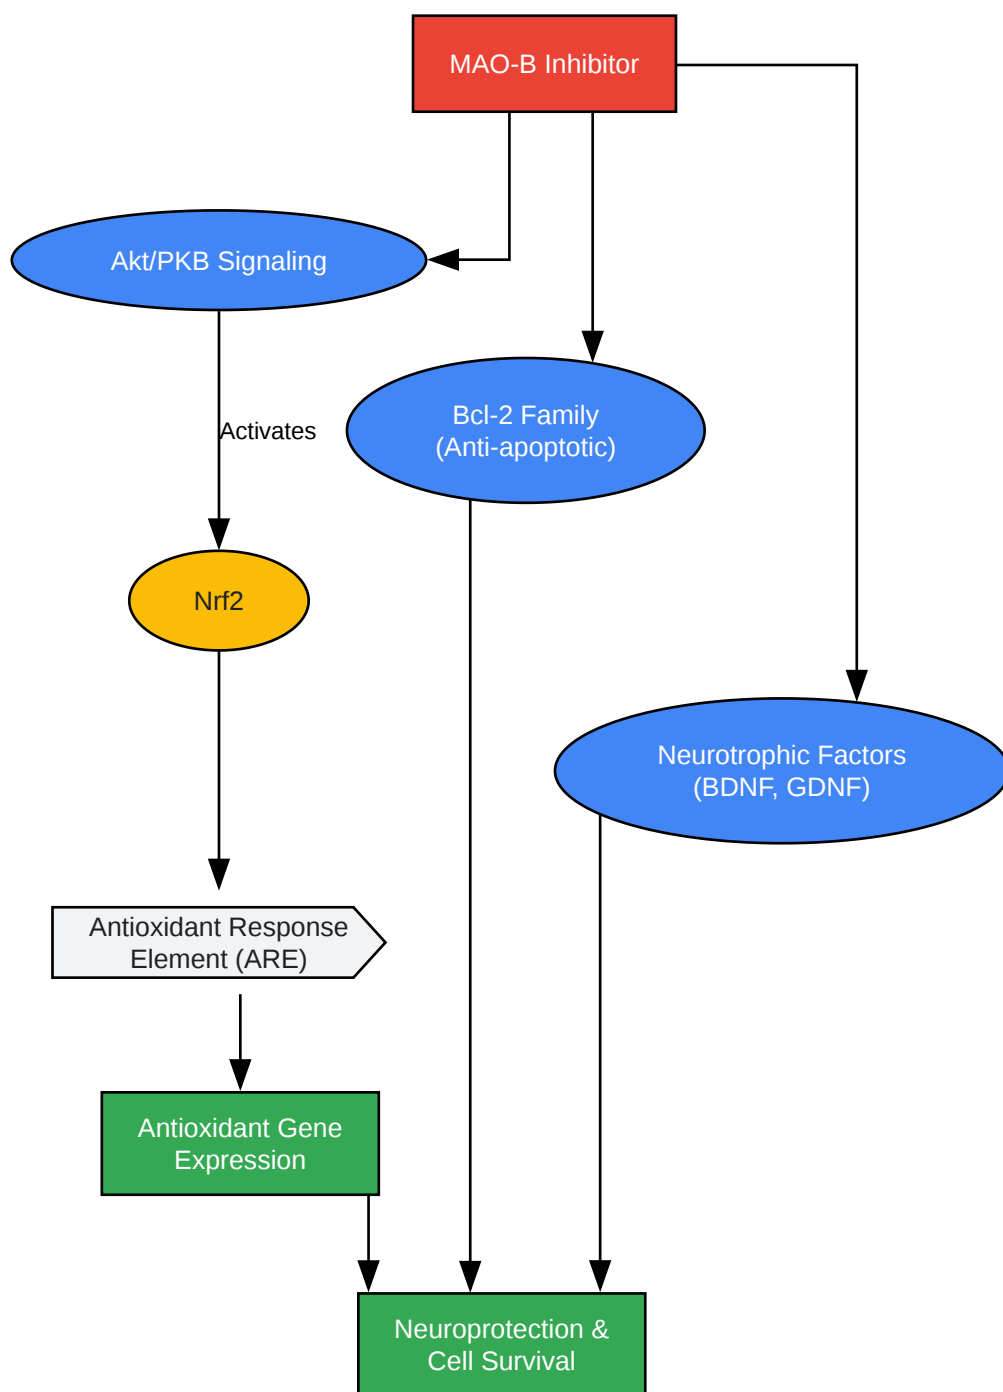 MAO-B Inhibitor
Akt/PKB Signaling
Bcl-2 Family
(Anti-apoptotic)
Activates
Nrf2
Neurotrophic Factors
(BDNF, GDNF)
Antioxidant Response
Element (ARE)
Antioxidant Gene
Expression
Neuroprotection &
Cell Survival